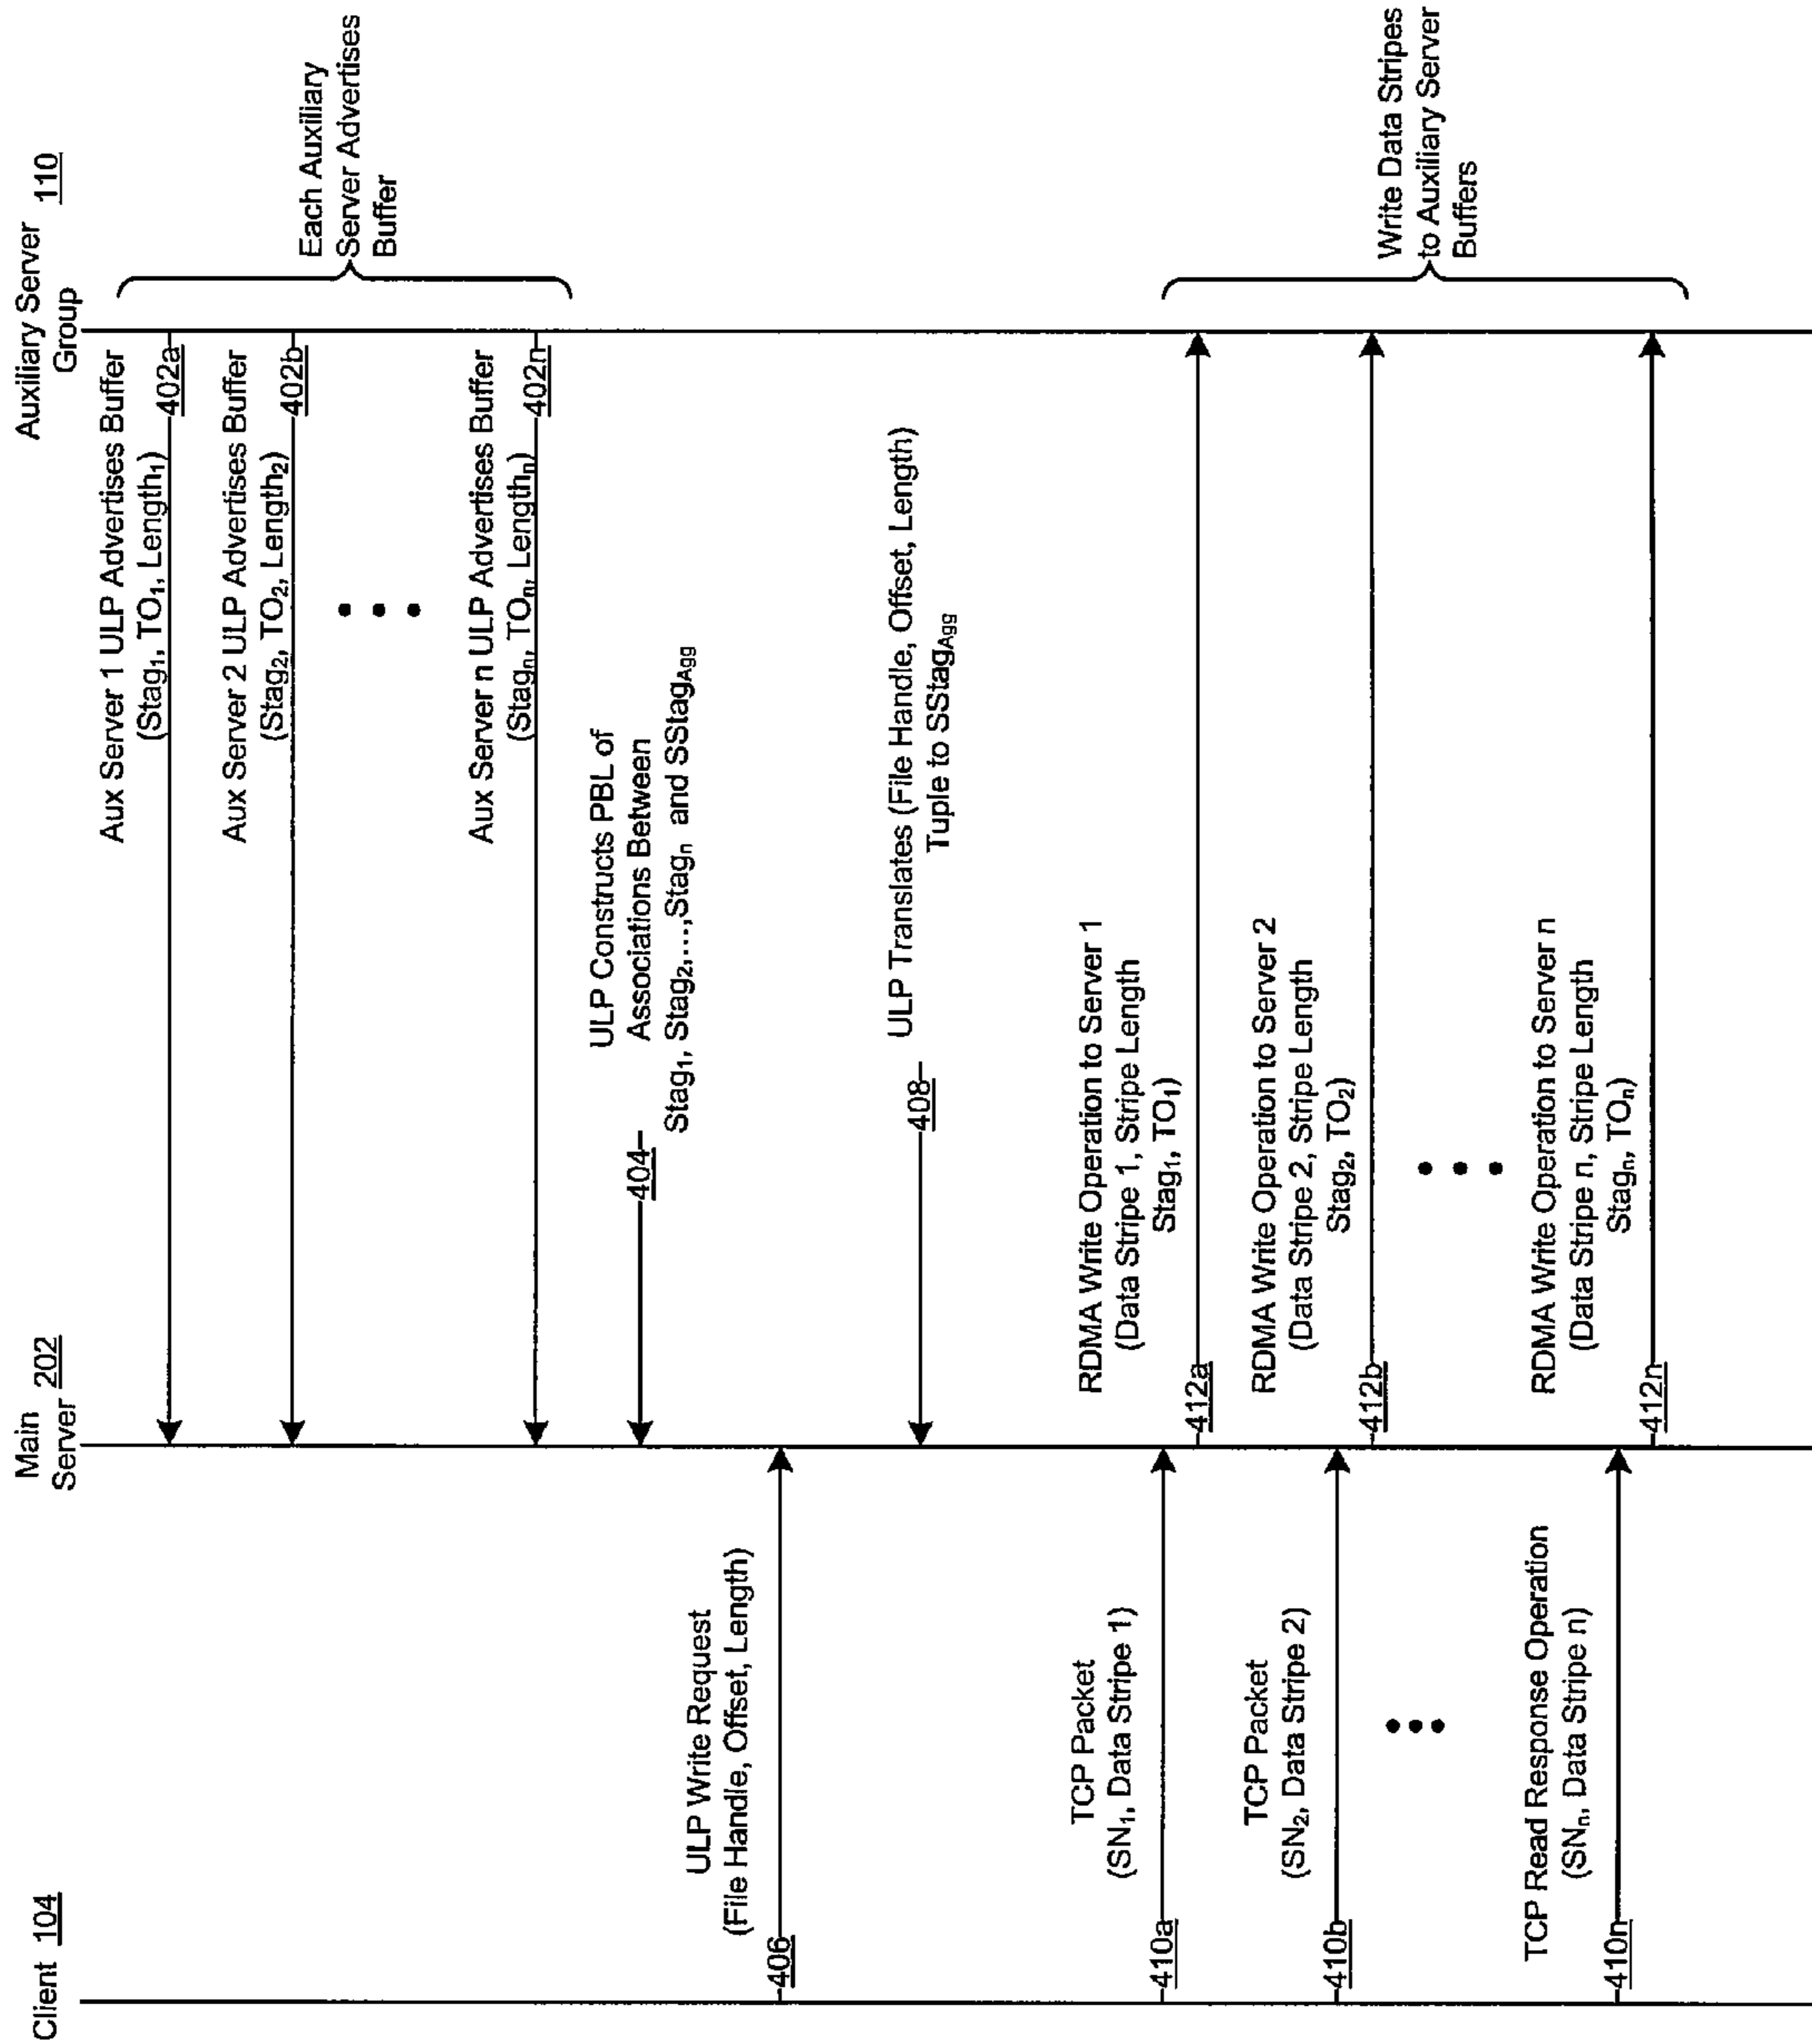 Client 104
Main
Server 202
Auxiliary Server
Group 110
Aux Server 1 ULP Advertises Buffer
(Stag₁, TO₁, Length₁)
402a
Aux Server 2 ULP Advertises Buffer
(Stag₂, TO₂, Length₂)
402b
• • •
Aux Server n ULP Advertises Buffer
(Stagₙ, TOₙ, Lengthₙ)
402n
Each Auxiliary
Server Advertises
Buffer
ULP Constructs PBL of
Associations Between
Stag₁, Stag₂,...,Stagₙ and SStag_Agg
404
ULP Write Request
(File Handle, Offset, Length)
406
ULP Translates (File Handle, Offset, Length)
Tuple to SStag_Agg
408
TCP Packet
(SN₁, Data Stripe 1)
410a
RDMA Write Operation to Server 1
(Data Stripe 1, Stripe Length
Stag₁, TO₁)
412a
TCP Packet
(SN₂, Data Stripe 2)
410b
RDMA Write Operation to Server 2
(Data Stripe 2, Stripe Length
Stag₂, TO₂)
412b
• • •
• • •
TCP Read Response Operation
(SNₙ, Data Stripe n)
410n
RDMA Write Operation to Server n
(Data Stripe n, Stripe Length
Stagₙ, TOₙ)
412n
Write Data Stripes
to Auxiliary Server
Buffers